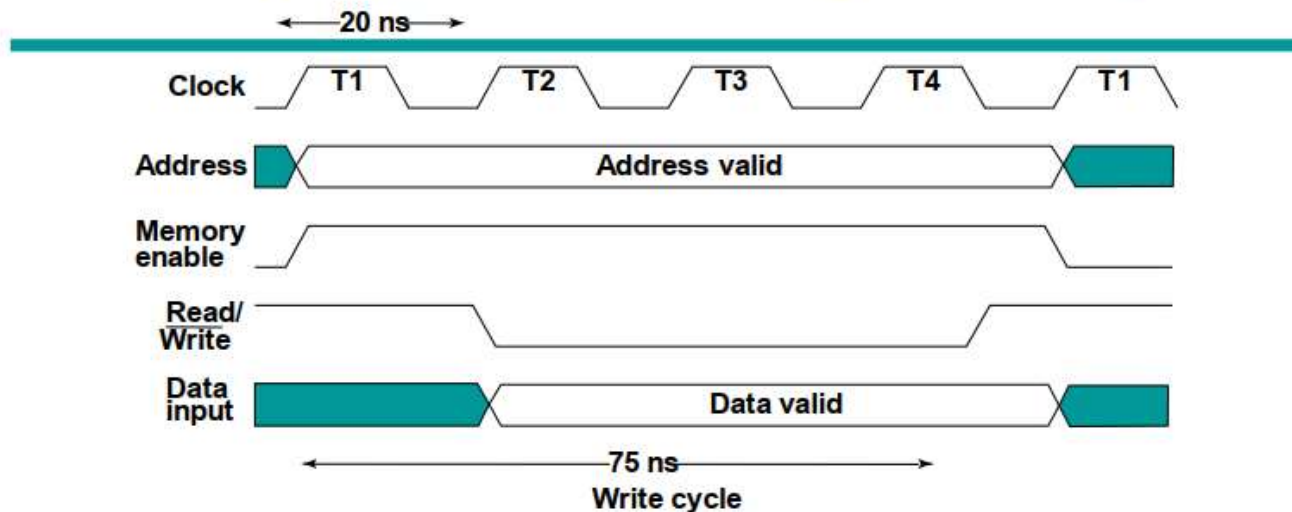 20 ns
Clock T1 T2 T3 T4 T1
Address Address valid
Memory
enable
Read/
Write
Data
input Data valid
75 ns
Write cycle